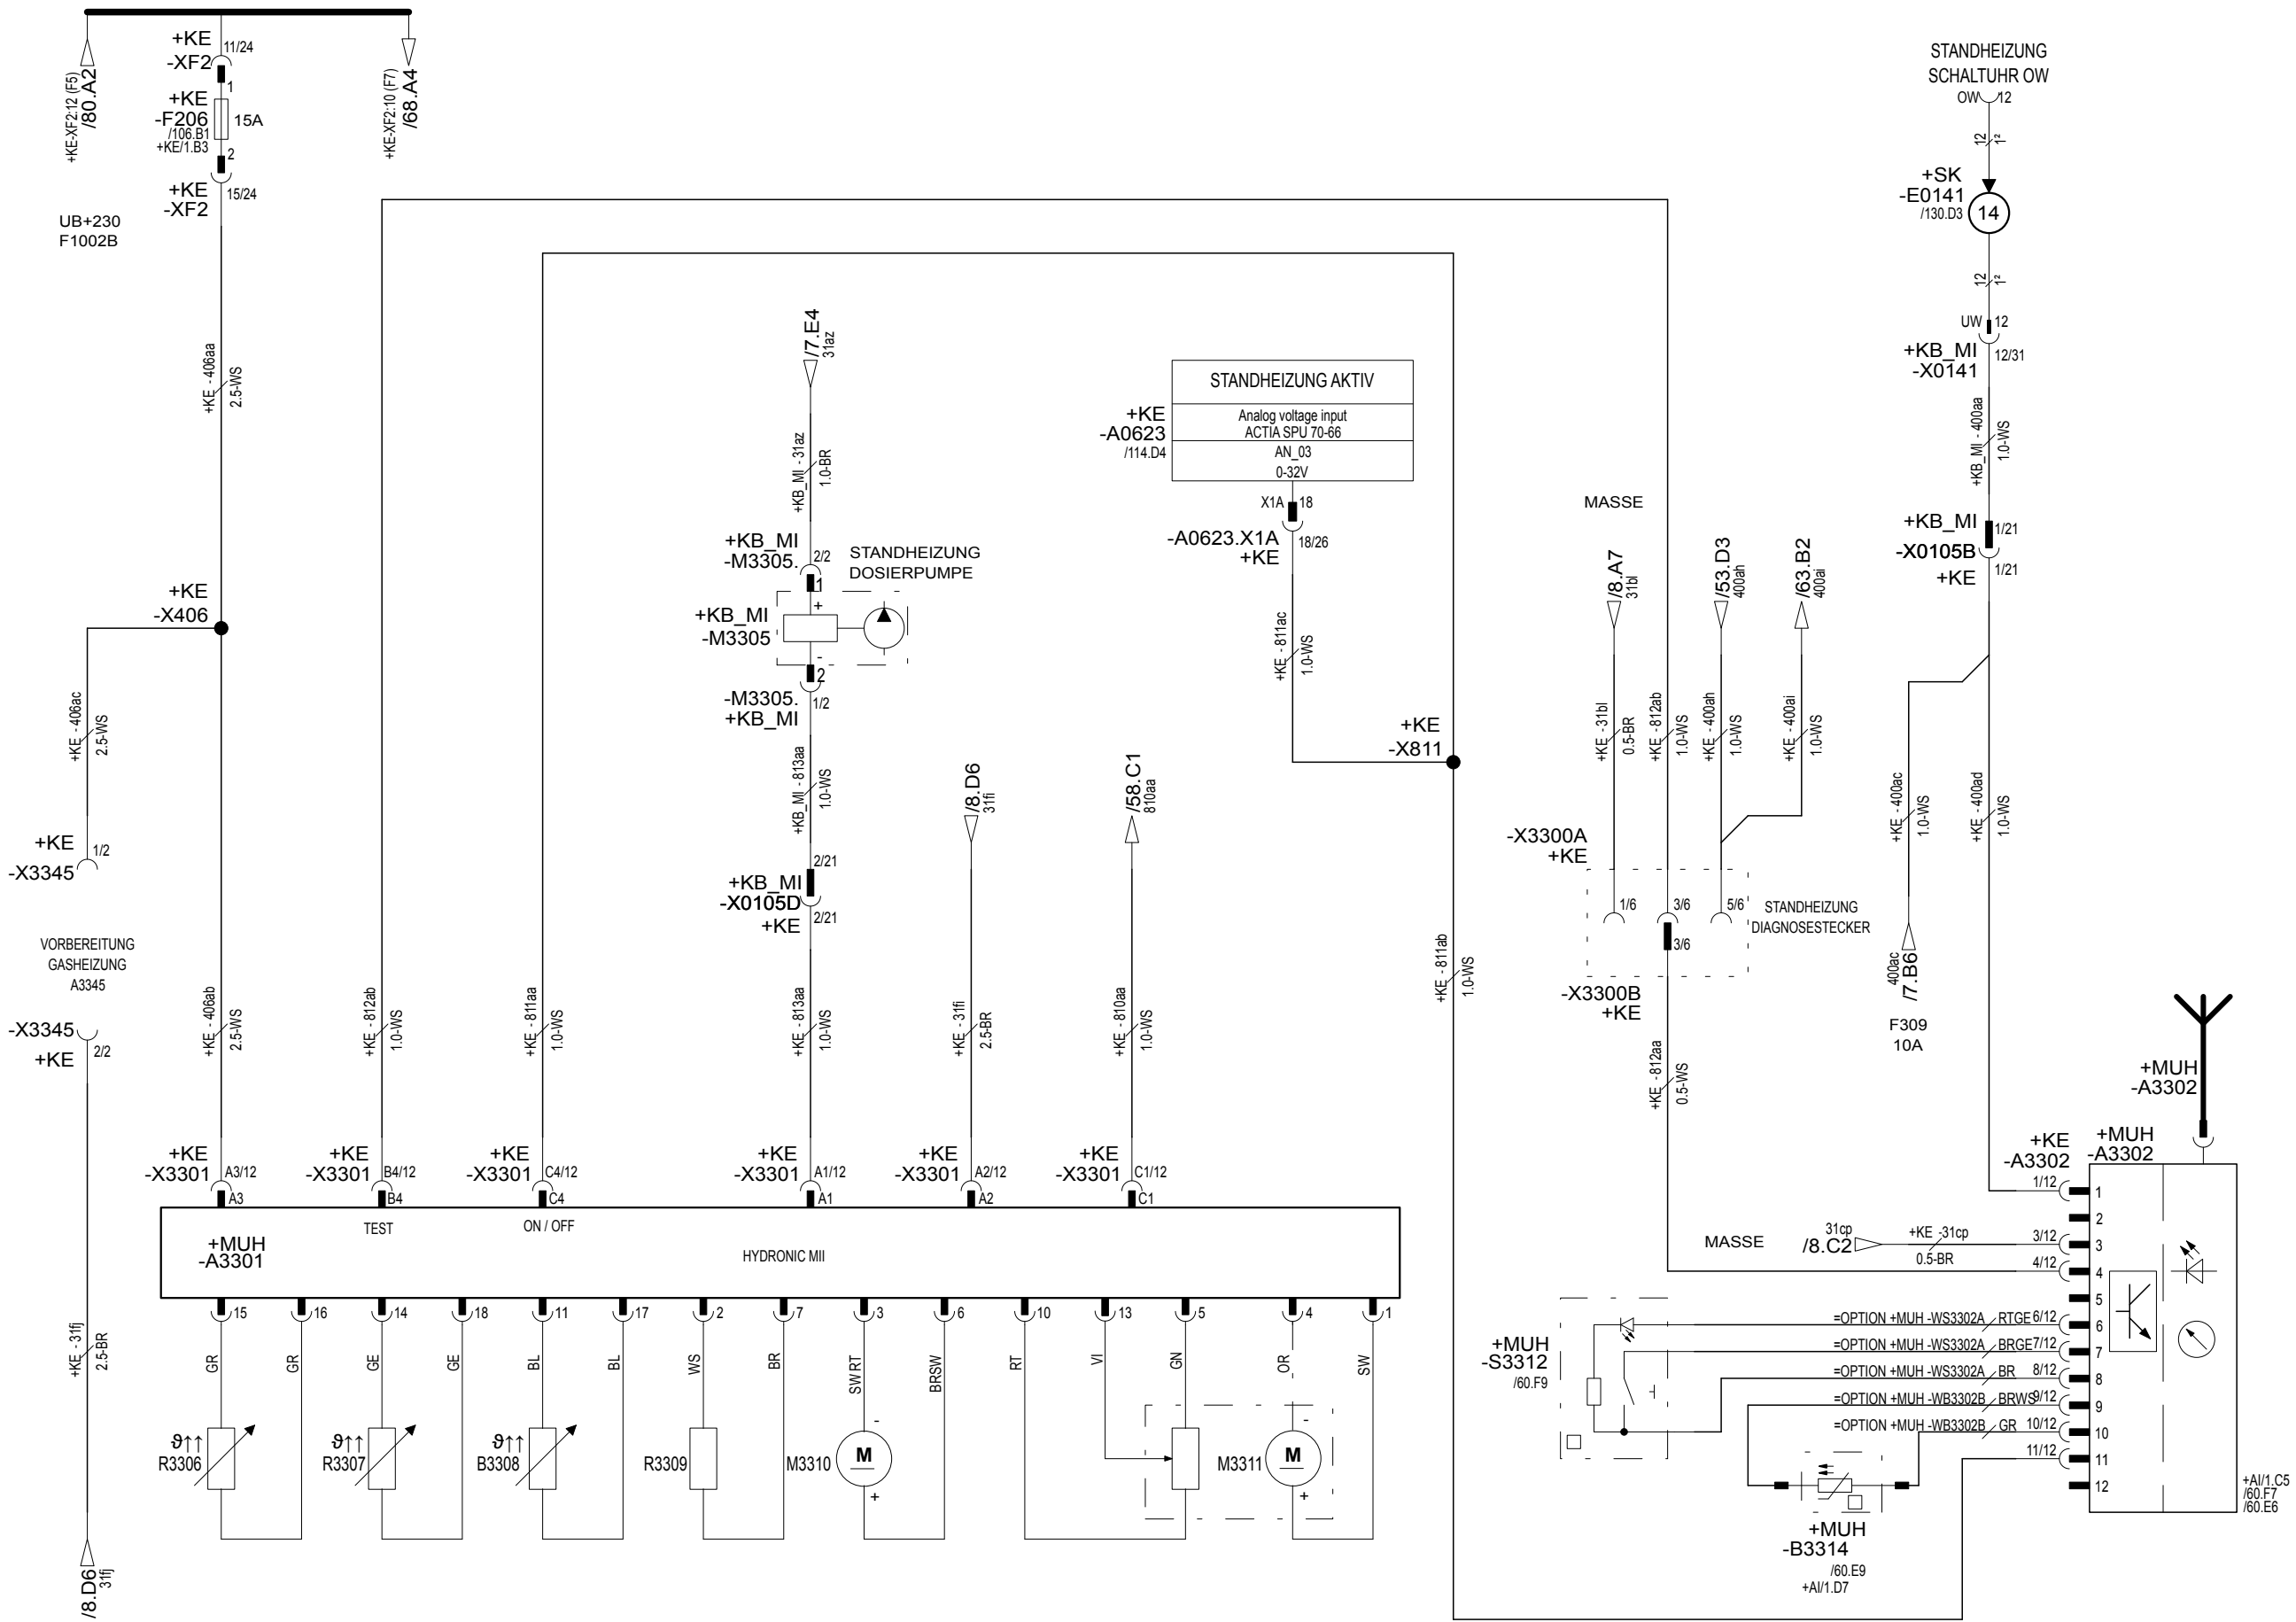 +KE
-XF2
11/24
1
+KE
-F206
/106.B1
+KE/1.B3
15A
2
+KE
-XF2
15/24
+KE-XF2:12 (F5)
/80.A2
+KE-XF2:10 (F7)
/68.A4
UB+230
F1002B
+KE - 406aa
2.5-WS
+KE
-X406
+KE - 406ac
2.5-WS
+KE
-X3345
1/2
VORBEREITUNG
GASHEIZUNG
A3345
-X3345
+KE
2/2
+KE - 31fj
2.5-BR
/8.D6
31fj
+KE - 406ab
2.5-WS
+KE - 812ab
1.0-WS
+KE - 811aa
1.0-WS
/7.E4
31az
+KB_MI - 31az
1.0-BR
+KB_MI
-M3305.
2/2
1
STANDHEIZUNG
DOSIERPUMPE
+KB_MI
-M3305
+
-
2
-M3305.
+KB_MI
1/2
+KB_MI - 813aa
1.0-WS
2/21
+KB_MI
-X0105D
+KE
2/21
+KE - 813aa
1.0-WS
/8.D6
31fi
+KE - 31fi
2.5-BR
/58.C1
810aa
+KE - 810aa
1.0-WS
STANDHEIZUNG AKTIV
Analog voltage input
ACTIA SPU 70-66
AN_03
0-32V
+KE
-A0623
/114.D4
X1A
18
-A0623.X1A
+KE
18/26
+KE - 811ac
1.0-WS
+KE
-X811
+KE - 811ab
1.0-WS
MASSE
/8.A7
31bl
+KE - 31bl
0.5-BR
+KE - 812ab
1.0-WS
/53.D3
400ah
+KE - 400ah
1.0-WS
/63.B2
400ai
+KE - 400ai
1.0-WS
-X3300A
+KE
1/6
3/6
5/6
3/6
STANDHEIZUNG
DIAGNOSESTECKER
-X3300B
+KE
+KE - 812aa
0.5-WS
STANDHEIZUNG
SCHALTUHR OW
OW
12
12
1²
+SK
-E0141
/130.D3
14
12
1²
UW
12
+KB_MI
-X0141
12/31
+KB_MI - 400aa
1.0-WS
+KB_MI
-X0105B
+KE
1/21
1/21
+KE - 400ac
1.0-WS
+KE - 400ad
1.0-WS
400ac
/7.B6
F309
10A
+MUH
-A3302
+KE
-A3302
+MUH
-A3302
+KE
-X3301
A3/12
A3
+KE
-X3301
B4/12
B4
+KE
-X3301
C4/12
C4
+KE
-X3301
A1/12
A1
+KE
-X3301
A2/12
A2
+KE
-X3301
C1/12
C1
TEST
ON / OFF
+MUH
-A3301
HYDRONIC MII
15
16
14
18
11
17
2
7
3
6
10
13
5
4
1
GR
GR
GE
GE
BL
BL
WS
BR
SW RT
BRSW
RT
VI
GN
OR
SW
ϑ↑↑
R3306
ϑ↑↑
R3307
ϑ↑↑
B3308
R3309
M3310
M
-
+
M3311
M
-
+
1/12
1
2
MASSE
31cp
/8.C2
+KE -31cp
0.5-BR
3/12
3
4/12
4
5
+MUH
-S3312
/60.F9
=OPTION +MUH -WS3302A
RTGE
6/12
6
=OPTION +MUH -WS3302A
BRGE
7/12
7
=OPTION +MUH -WS3302A
BR
8/12
8
=OPTION +MUH -WB3302B
BRWS
9/12
9
=OPTION +MUH -WB3302B
GR
10/12
10
11/12
11
12
+MUH
-B3314
/60.E9
+AI/1.D7
+AI/1.C5
/60.F7
/60.E6